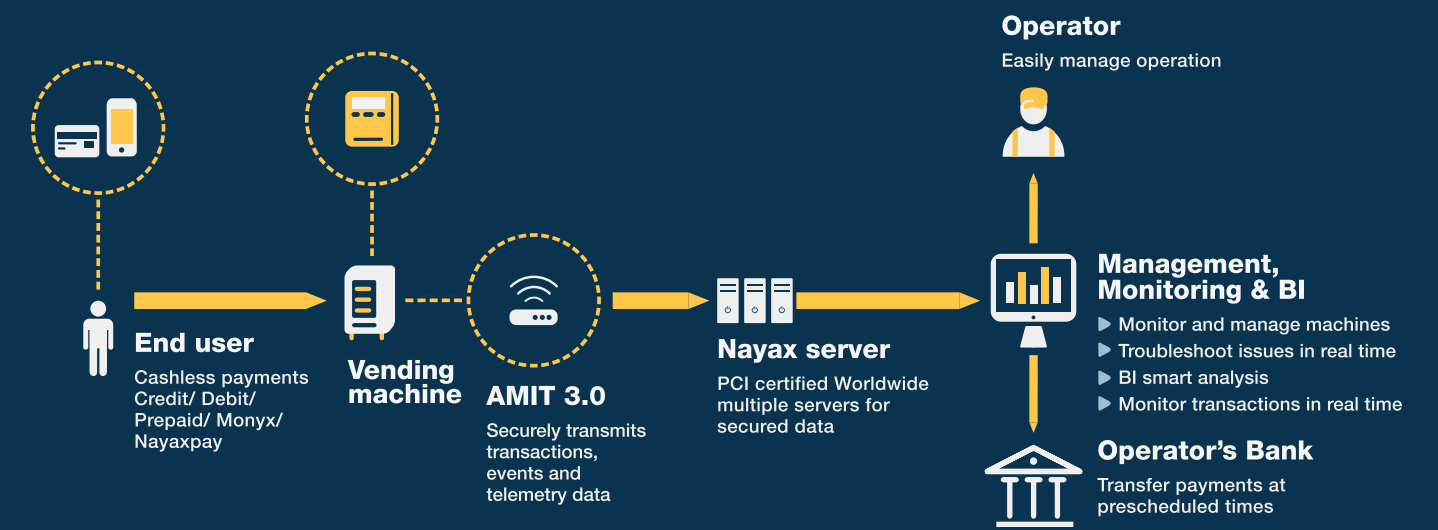 Operator
Easily manage operation
End user
Cashless payments
Credit/ Debit/
Prepaid/ Monyx/
Nayaxpay
Vending
machine
AMIT 3.0
Securely transmits
transactions,
events and
telemetry data
Nayax server
PCI certified Worldwide
multiple servers for
secured data
Management,
Monitoring & BI
Monitor and manage machines
Troubleshoot issues in real time
BI smart analysis
Monitor transactions in real time
Operator’s Bank
Transfer payments at
prescheduled times